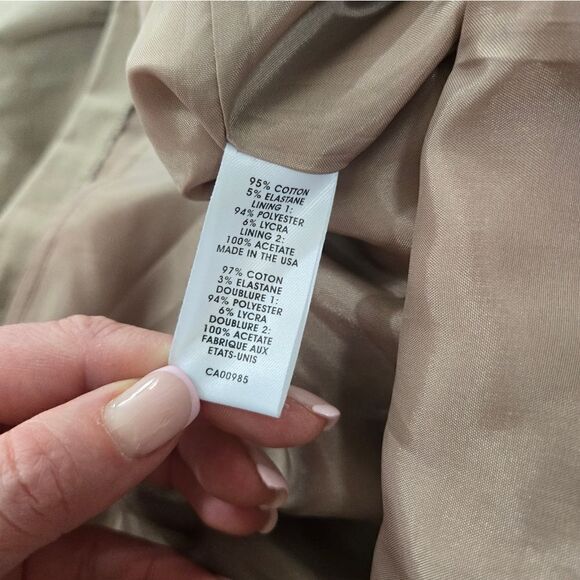 95% COTTON
5% ELASTANE
LINING 1:
94% POLYESTER
6% LYCRA
LINING 2:
100% ACETATE
MADE IN THE USA
97% COTON
3% ELASTANE
DOUBLURE 1:
94% POLYESTER
6% LYCRA
DOUBLURE 2:
100% ACETATE
FABRIQUE AUX
ETATS-UNIS
CA00985